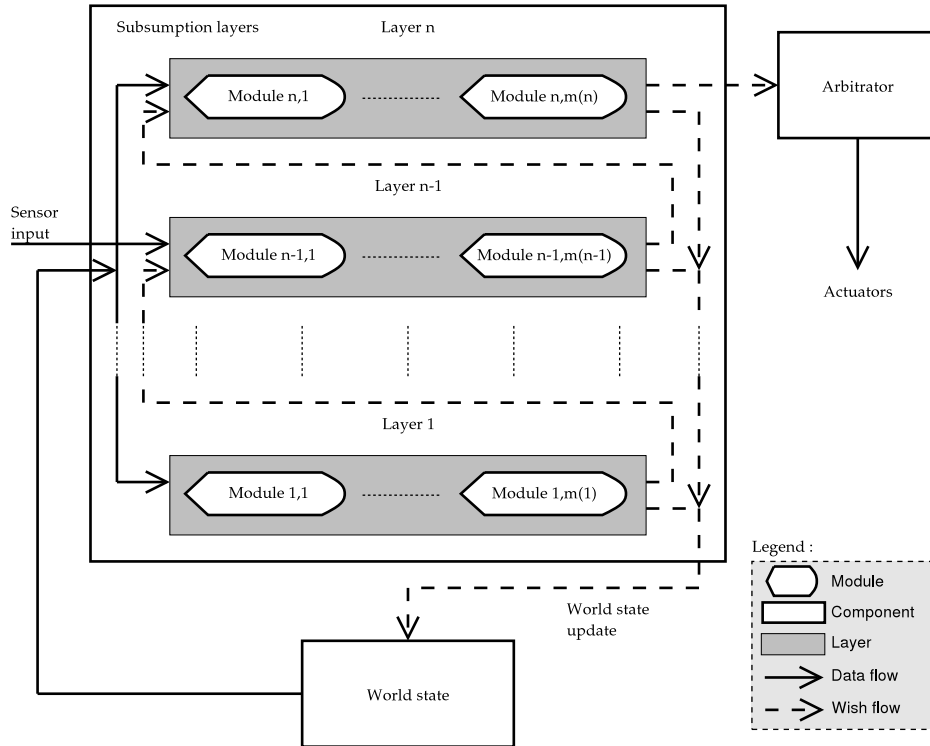 Subsumption layers
Layer n
Module n,1
Module n,m(n)
Arbitrator
Layer n-1
Sensor
input
Module n-1,1
Module n-1,m(n-1)
Actuators
Layer 1
Module 1,1
Module 1,m(1)
World state
update
World state
Legend :
Module
Component
Layer
Data flow
Wish flow